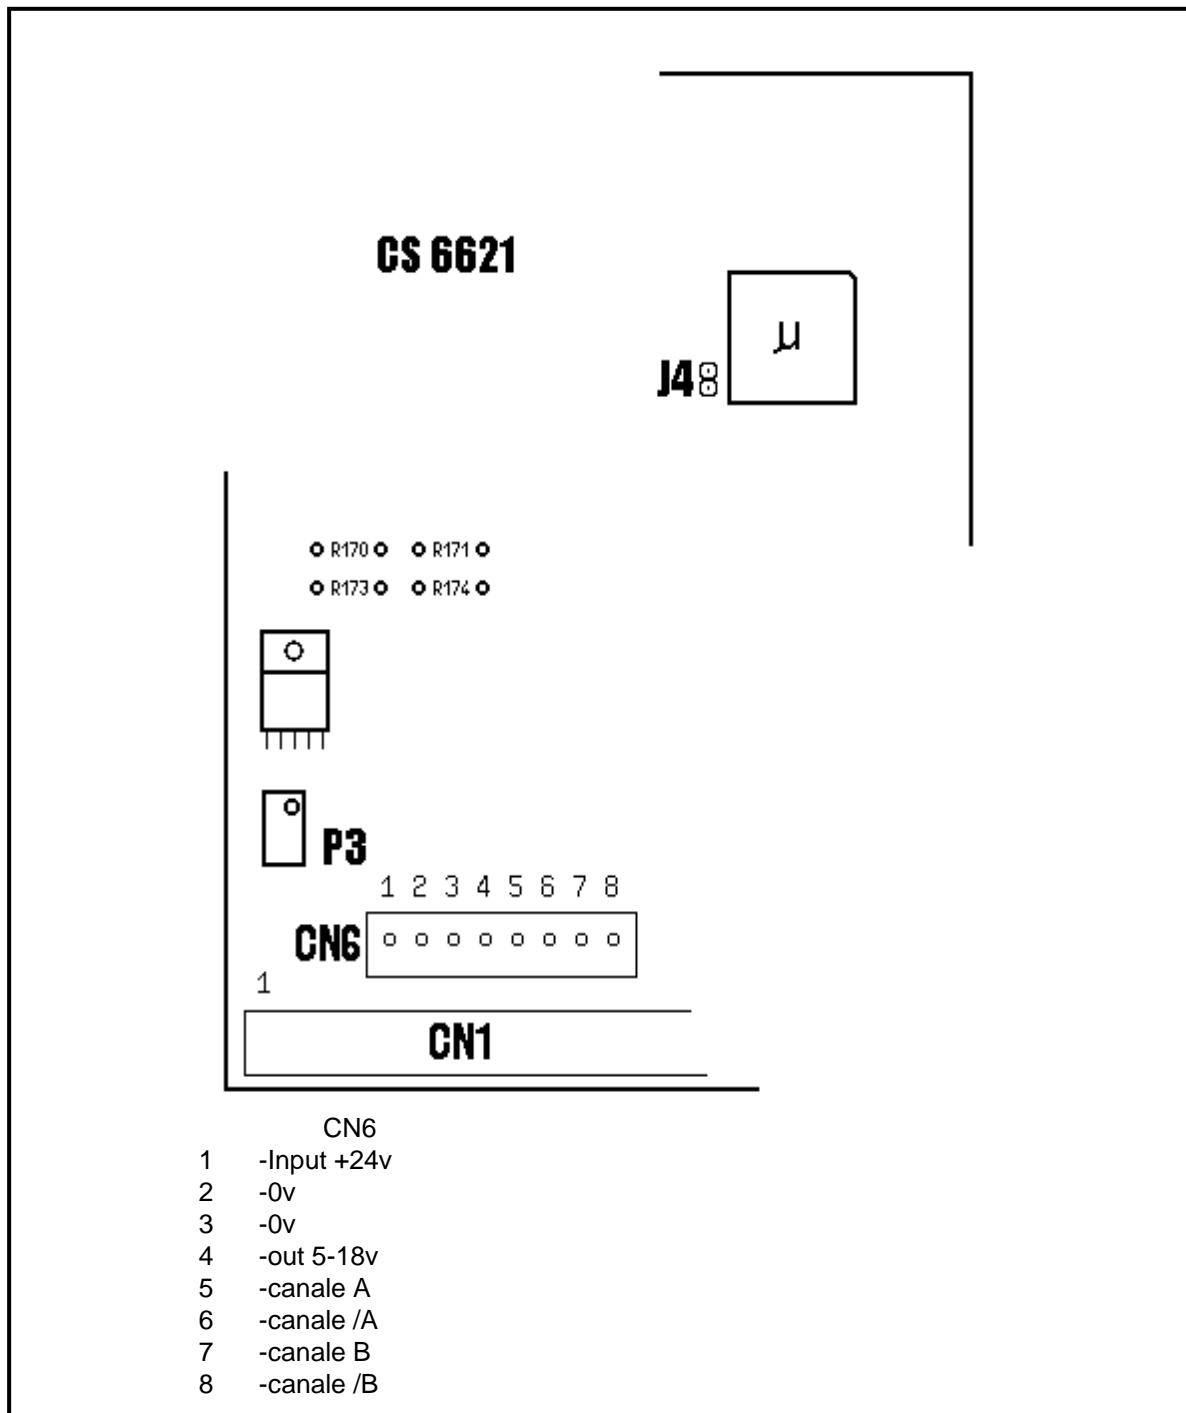 CS 6621
µ
J4
R170 R171
R173 R174
P3
1 2 3 4 5 6 7 8
CN6
1
CN1
CN6
1 -Input +24v
2 -0v
3 -0v
4 -out 5-18v
5 -canale A
6 -canale /A
7 -canale B
8 -canale /B